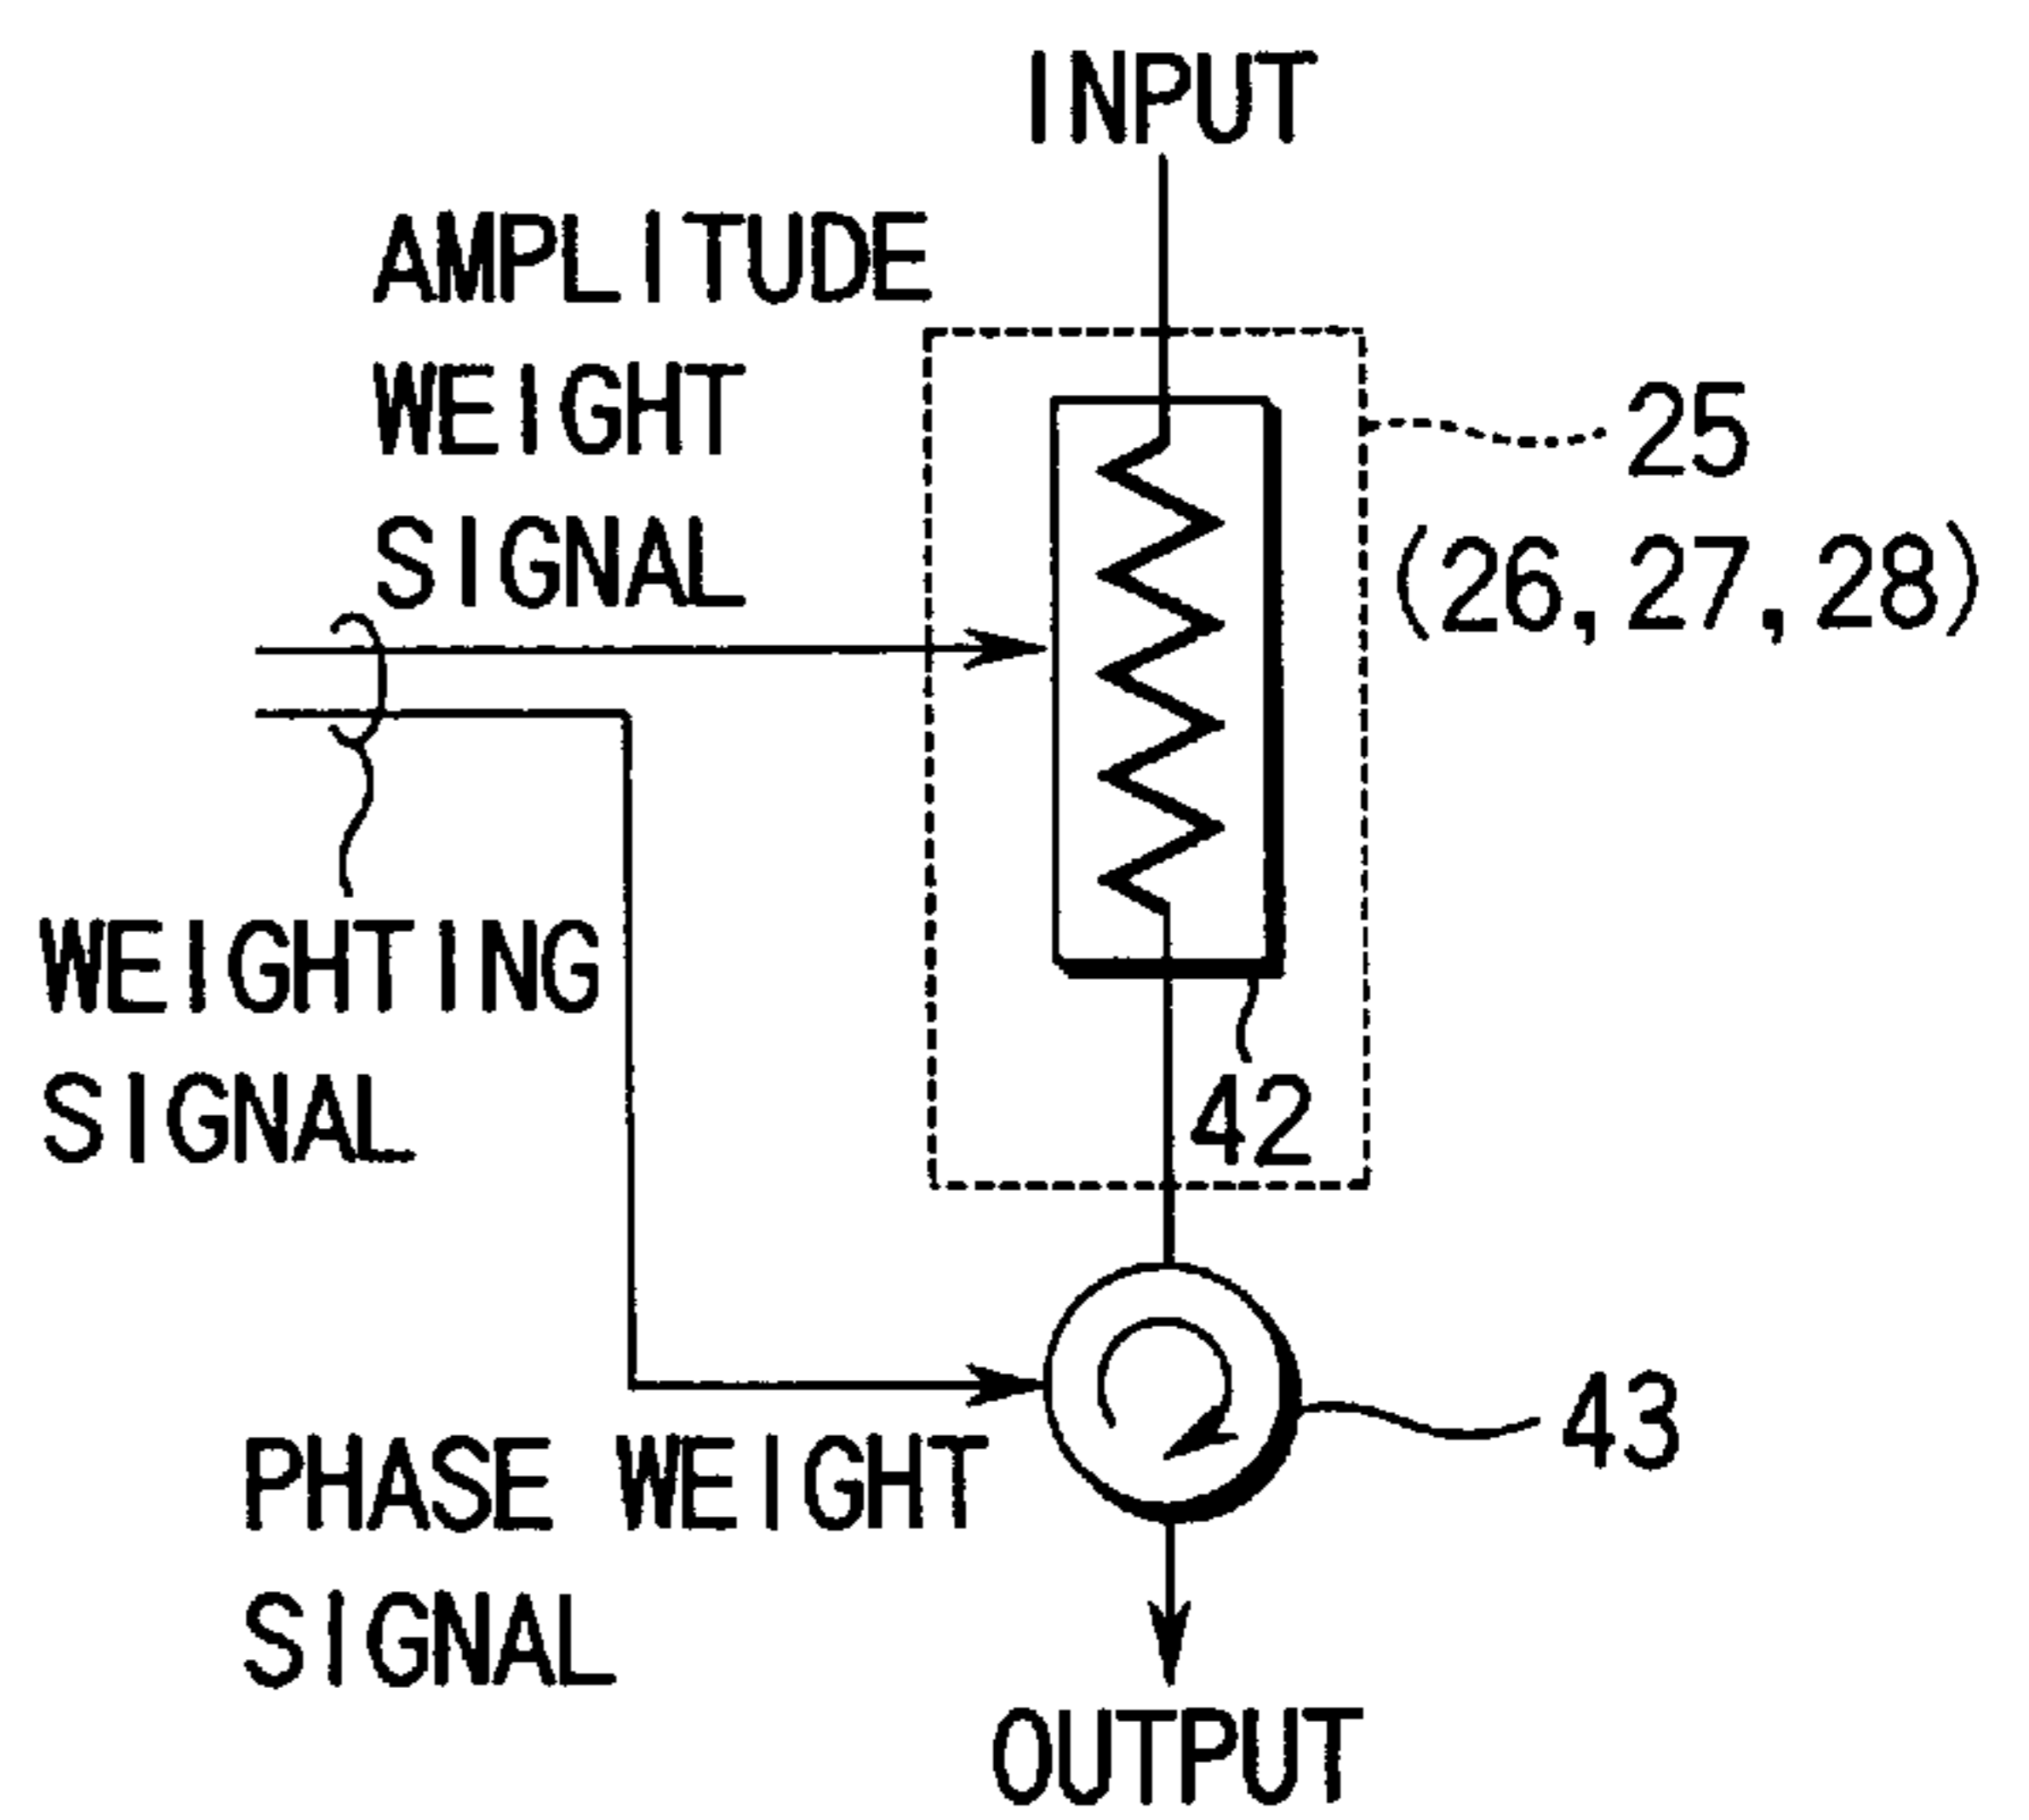 INPUT
AMPLITUDE
WEIGHT
SIGNAL
25
(26, 27, 28)
WEIGHTING
SIGNAL
42
43
PHASE WEIGHT
SIGNAL
OUTPUT